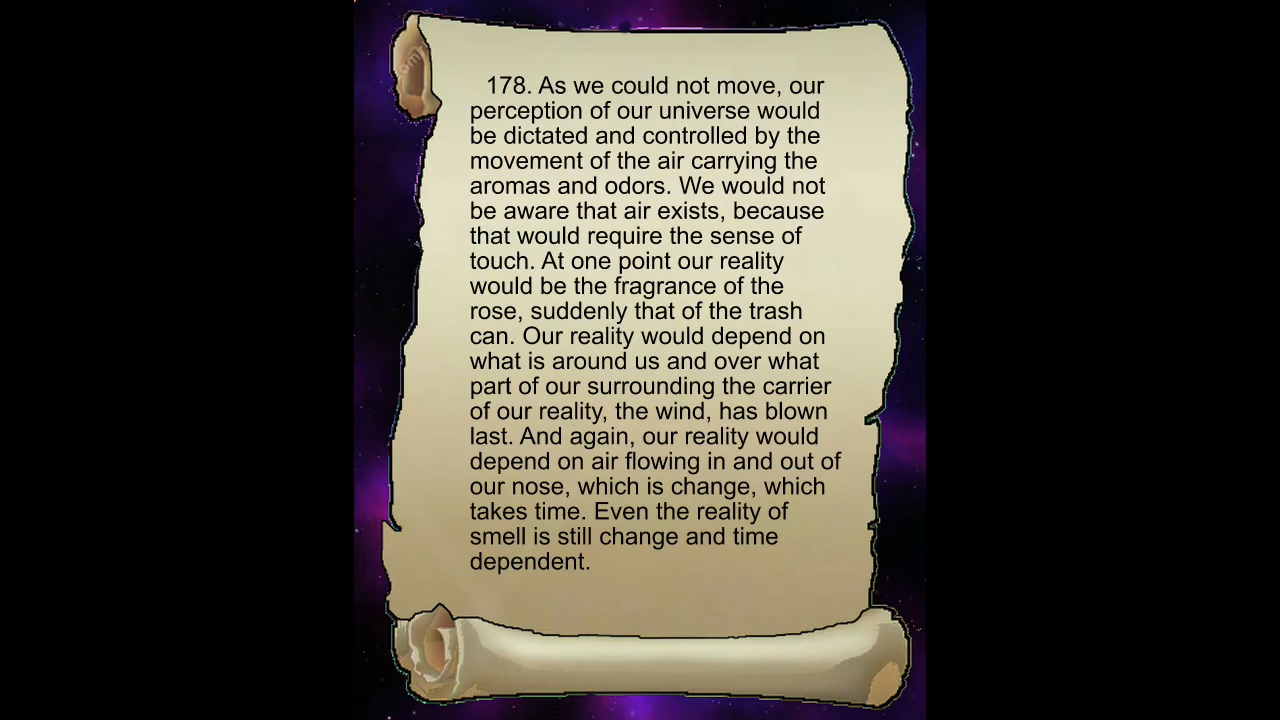 178. As we could not move, our
perception of our universe would
be dictated and controlled by the
movement of the air carrying the
aromas and odors. We would not
be aware that air exists, because
that would require the sense of
touch. At one point our reality
would be the fragrance of the
rose, suddenly that of the trash
can. Our reality would depend on
what is around us and over what
part of our surrounding the carrier
of our reality, the wind, has blown
last. And again, our reality would
depend on air flowing in and out of
our nose, which is change, which
takes time. Even the reality of
smell is still change and time
dependent.